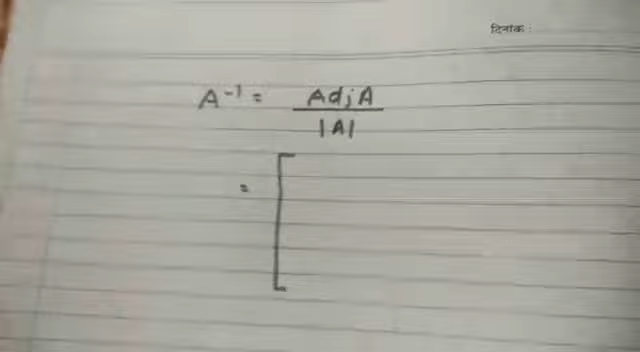 दिनांक :
A⁻¹ = AdjA / |A|
= [